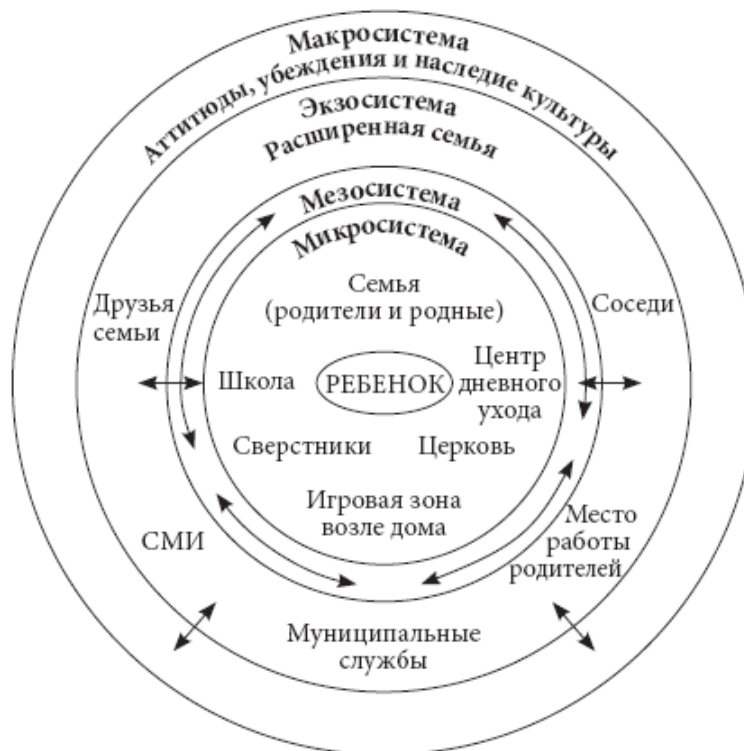 Макросистема
Аттитюды, убеждения и наследие культуры
Экзосистема
Расширенная семья
Мезосистема
Микросистема
Семья
(родители и родные)
Друзья
семьи
Соседи
Школа
РЕБЕНОК
Центр
дневного
ухода
Сверстники
Церковь
Игровая зона
возле дома
СМИ
Место
работы
родителей
Муниципальные
службы